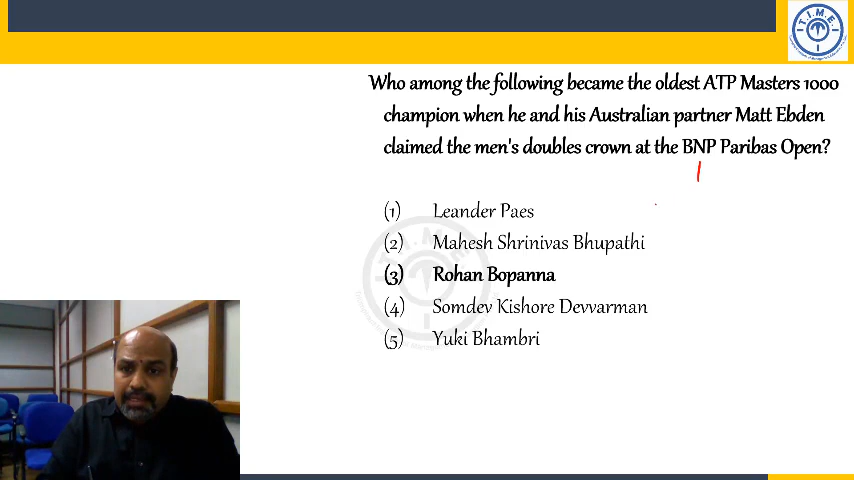 T.I.M.E.
Who among the following became the oldest ATP Masters 1000
champion when he and his Australian partner Matt Ebden
claimed the men's doubles crown at the BNP Paribas Open?
(1) Leander Paes
(2) Mahesh Shrinivas Bhupathi
(3) Rohan Bopanna
(4) Somdev Kishore Devvarman
(5) Yuki Bhambri